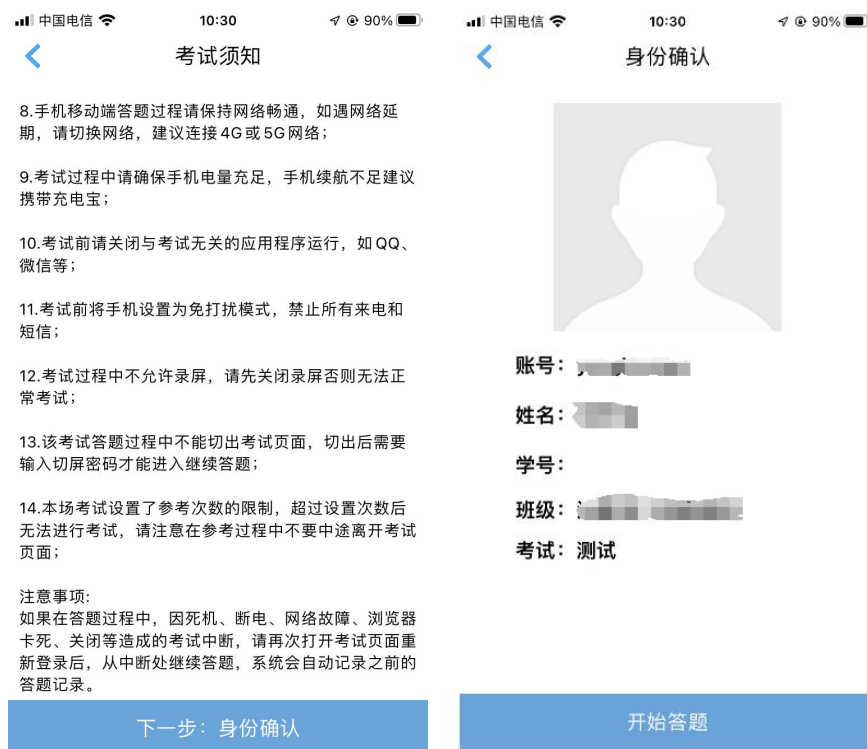 中国电信 10:30 90%
考试须知
8.手机移动端答题过程请保持网络畅通，如遇网络延
期，请切换网络，建议连接4G或5G网络；
9.考试过程中请确保手机电量充足，手机续航不足建议
携带充电宝；
10.考试前请关闭与考试无关的应用程序运行，如QQ、
微信等；
11.考试前将手机设置为免打扰模式，禁止所有来电和
短信；
12.考试过程中不允许录屏，请先关闭录屏否则无法正
常考试；
13.该考试答题过程中不能切出考试页面，切出后需要
输入切屏密码才能进入继续答题；
14.本场考试设置了参考次数的限制，超过设置次数后
无法进行考试，请注意在参考过程中不要中途离开考试
页面；
注意事项:
如果在答题过程中，因死机、断电、网络故障、浏览器
卡死、关闭等造成的考试中断，请再次打开考试页面重
新登录后，从中断处继续答题，系统会自动记录之前的
答题记录。
下一步：身份确认
中国电信 10:30 90%
身份确认
账号：
姓名：
学号：
班级：
考试：测试
开始答题